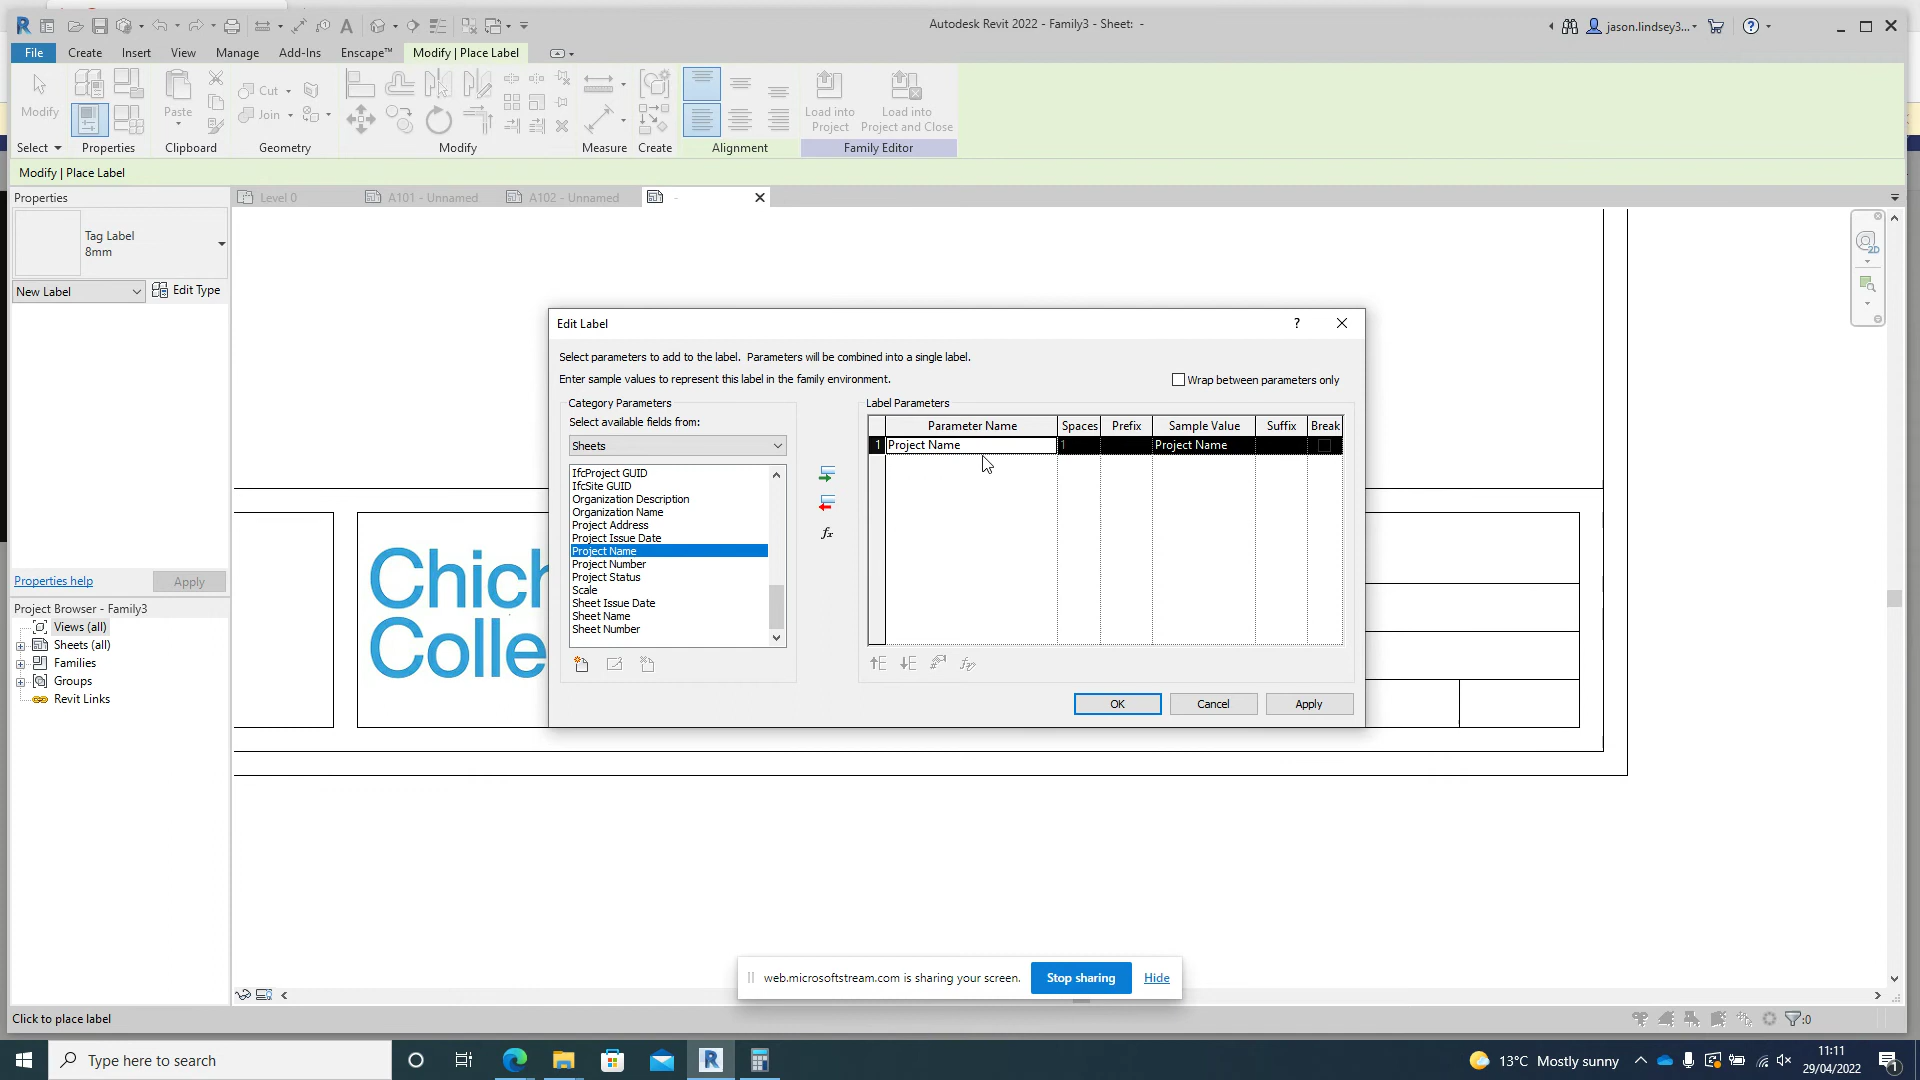 Autodesk Revit 2022 - Family3 - Sheet: -
jason.lindsey3...
File Create Insert View Manage Add-Ins Enscape™ Modify | Place Label
Modify
Paste
Cut
Join
Load into
Project
Load into
Project and Close
Select Properties Clipboard Geometry Modify Measure Create Alignment Family Editor
Modify | Place Label
Properties
Level 0
A101 - Unnamed
A102 - Unnamed
-
Tag Label
8mm
New Label
Edit Type
2D
Properties help
Apply
Project Browser - Family3
Views (all)
Sheets (all)
Families
Groups
Revit Links
Chich
Colle
Edit Label
?
Select parameters to add to the label. Parameters will be combined into a single label.
Enter sample values to represent this label in the family environment.
Wrap between parameters only
Category Parameters
Select available fields from:
Sheets
IfcProject GUID
IfcSite GUID
Organization Description
Organization Name
Project Address
Project Issue Date
Project Name
Project Number
Project Status
Scale
Sheet Issue Date
Sheet Name
Sheet Number
fx
Label Parameters
Parameter Name Spaces Prefix Sample Value Suffix Break
1 Project Name 1 Project Name
OK
Cancel
Apply
web.microsoftstream.com is sharing your screen.
Stop sharing
Hide
Click to place label
:0
Type here to search
13°C Mostly sunny
11:11
29/04/2022
1